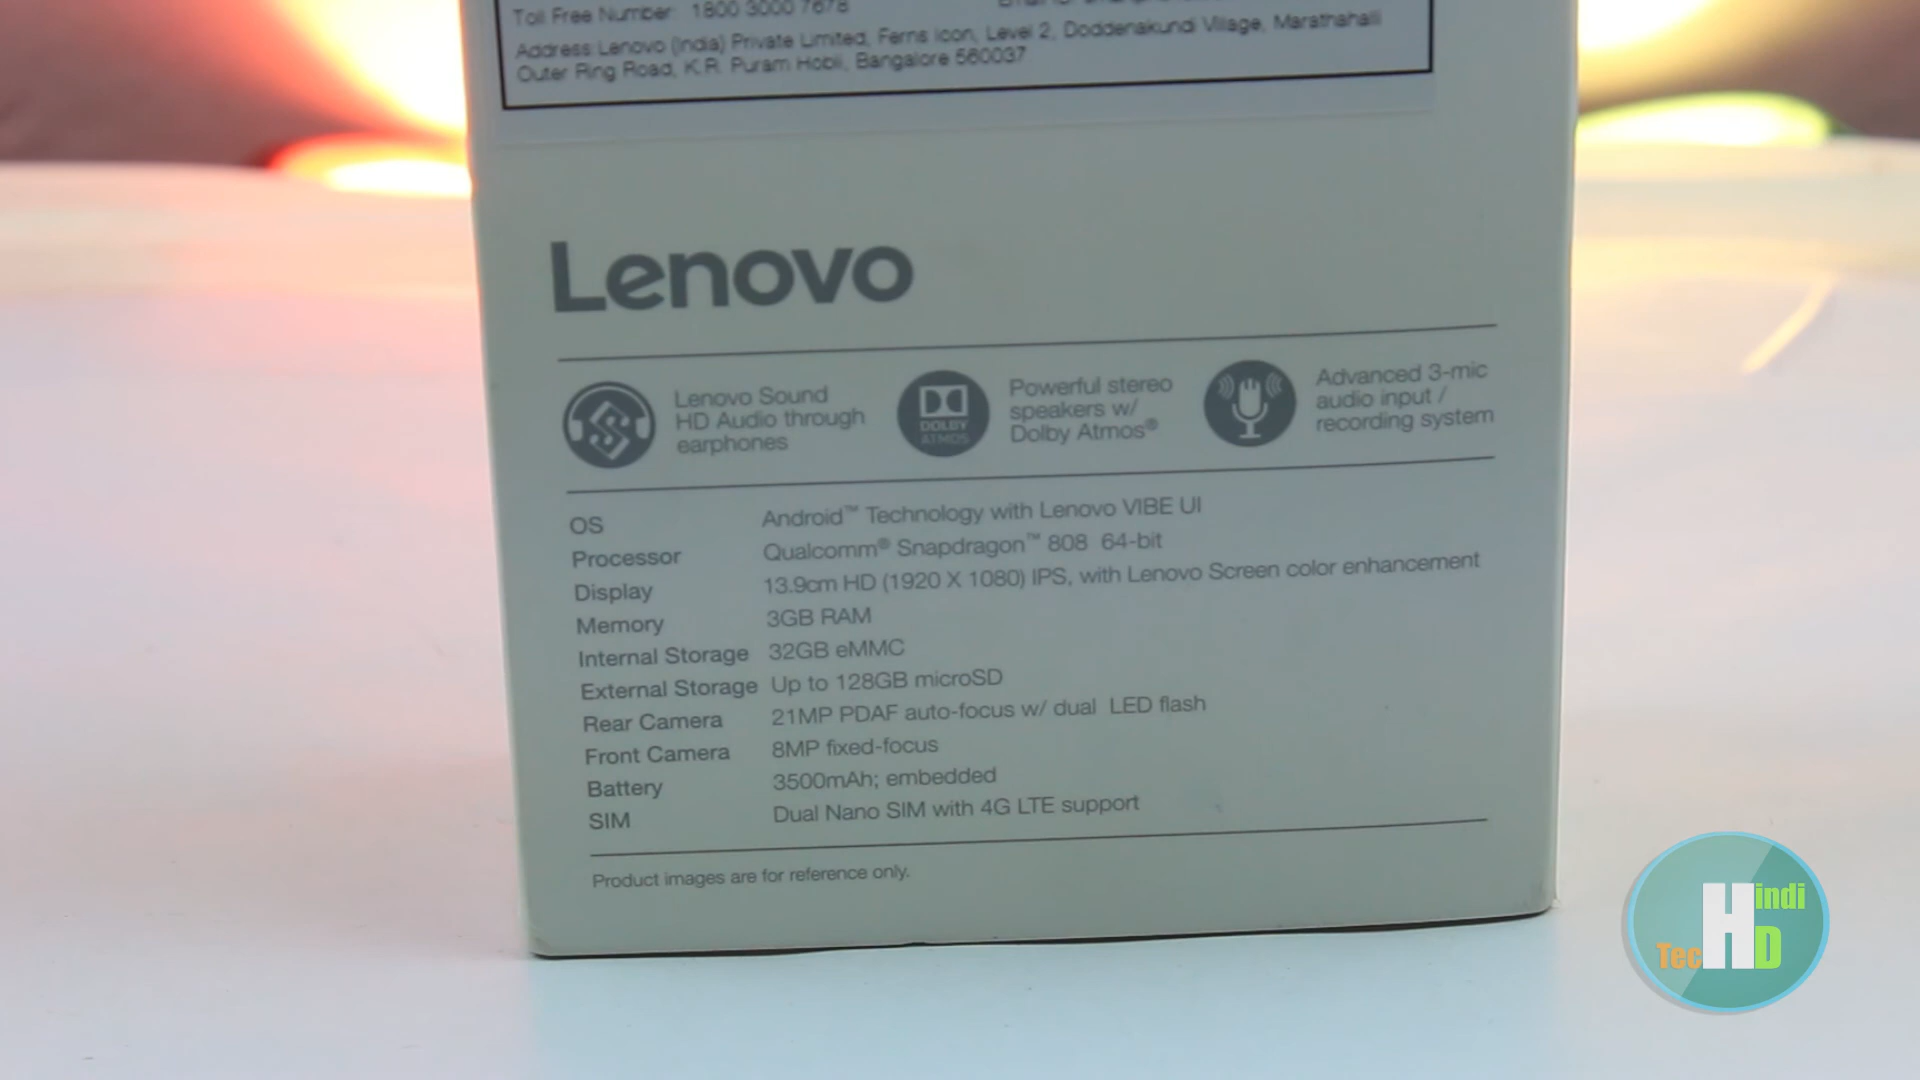 Toll Free Number: 1800 3000 7678
Address: Lenovo (India) Private Limited, Ferns Icon, Level 2, Doddenakundi Village, Marathahalli
Outer Ring Road, K.R. Puram Hobli, Bangalore 560037
Lenovo
Lenovo Sound
HD Audio through
earphones
DOLBY
ATMOS
Powerful stereo
speakers w/
Dolby Atmos®
Advanced 3-mic
audio input /
recording system
OS Android™ Technology with Lenovo VIBE UI
Processor Qualcomm® Snapdragon™ 808 64-bit
Display 13.9cm HD (1920 X 1080) IPS, with Lenovo Screen color enhancement
Memory 3GB RAM
Internal Storage 32GB eMMC
External Storage Up to 128GB microSD
Rear Camera 21MP PDAF auto-focus w/ dual LED flash
Front Camera 8MP fixed-focus
Battery 3500mAh; embedded
SIM Dual Nano SIM with 4G LTE support
Product images are for reference only.
Hindi
TecHD